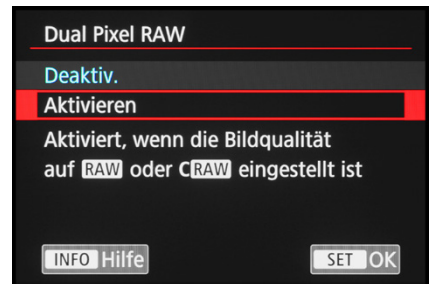 Dual Pixel RAW
Deaktiv.
Aktivieren
Aktiviert, wenn die Bildqualität
auf RAW oder CRAW eingestellt ist
INFO Hilfe SET OK